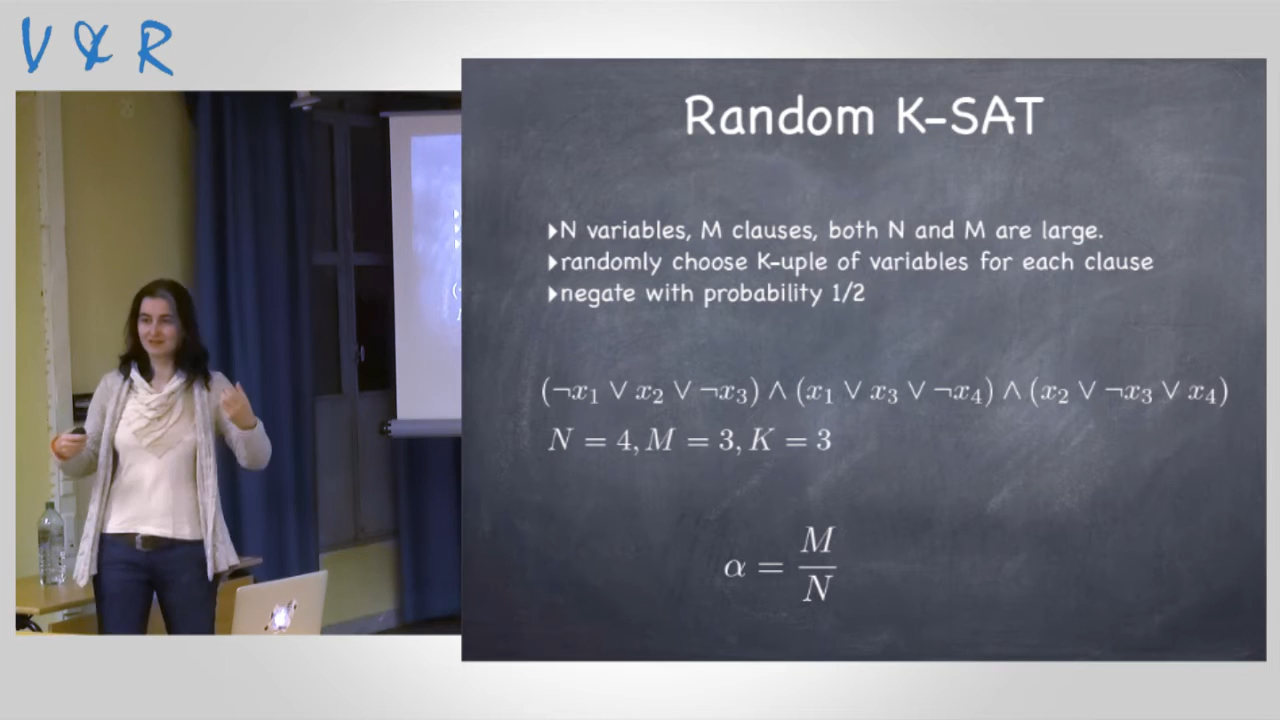 V & R
Random K-SAT
▸N variables, M clauses, both N and M are large.
▸randomly choose K-uple of variables for each clause
▸negate with probability 1/2
(¬x₁ ∨ x₂ ∨ ¬x₃) ∧ (x₁ ∨ x₃ ∨ ¬x₄) ∧ (x₂ ∨ ¬x₃ ∨ x₄)
N = 4, M = 3, K = 3
α = M/N